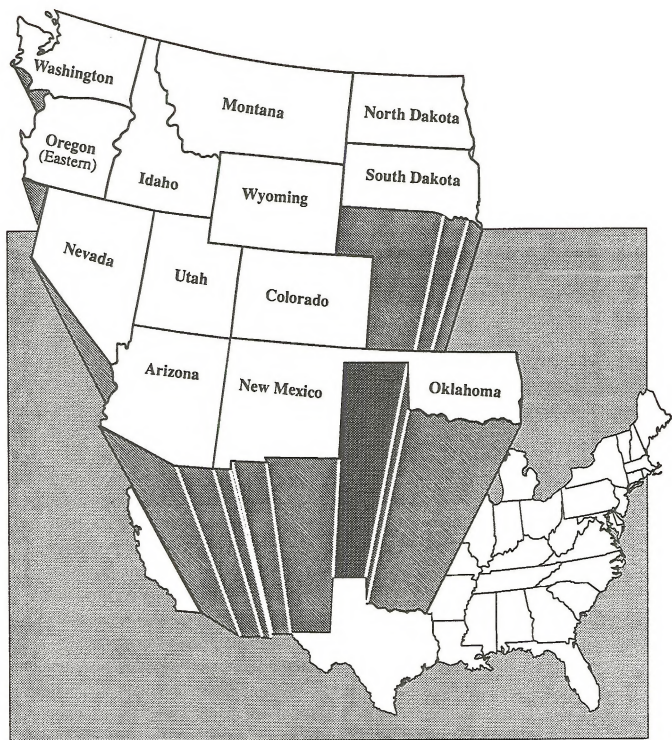 Washington
Montana
North Dakota
Oregon
(Eastern)
Idaho
Wyoming
South Dakota
Nevada
Utah
Colorado
Arizona
New Mexico
Oklahoma